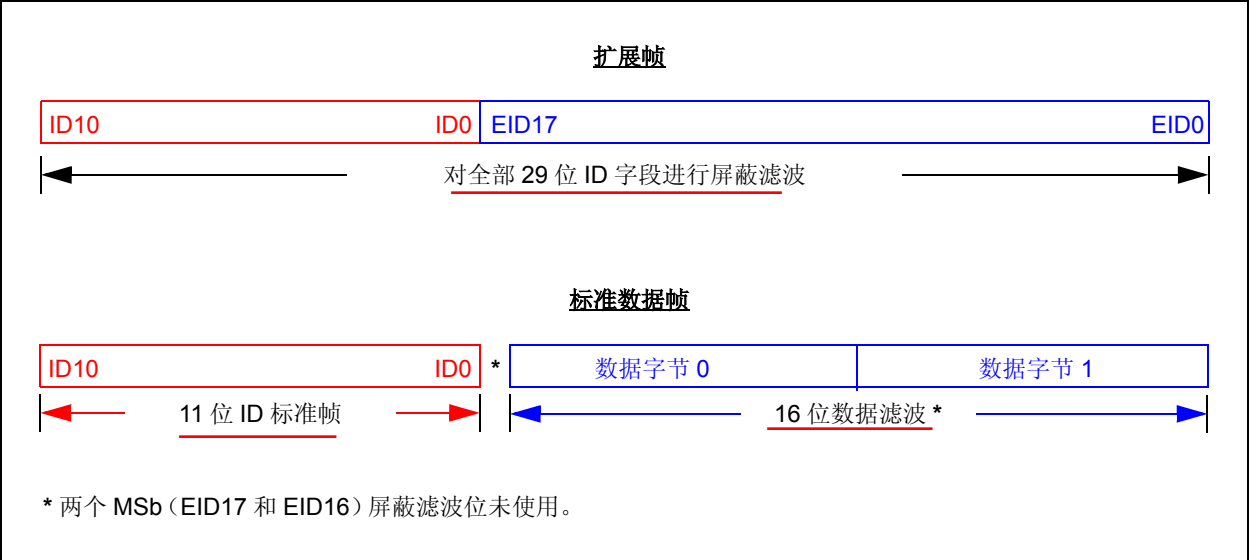 扩展帧
ID10 ID0 EID17 EID0
对全部 29 位 ID 字段进行屏蔽滤波
标准数据帧
ID10 ID0 * 数据字节 0 数据字节 1
11 位 ID 标准帧 16 位数据滤波 *
* 两个 MSb（EID17 和 EID16）屏蔽滤波位未使用。